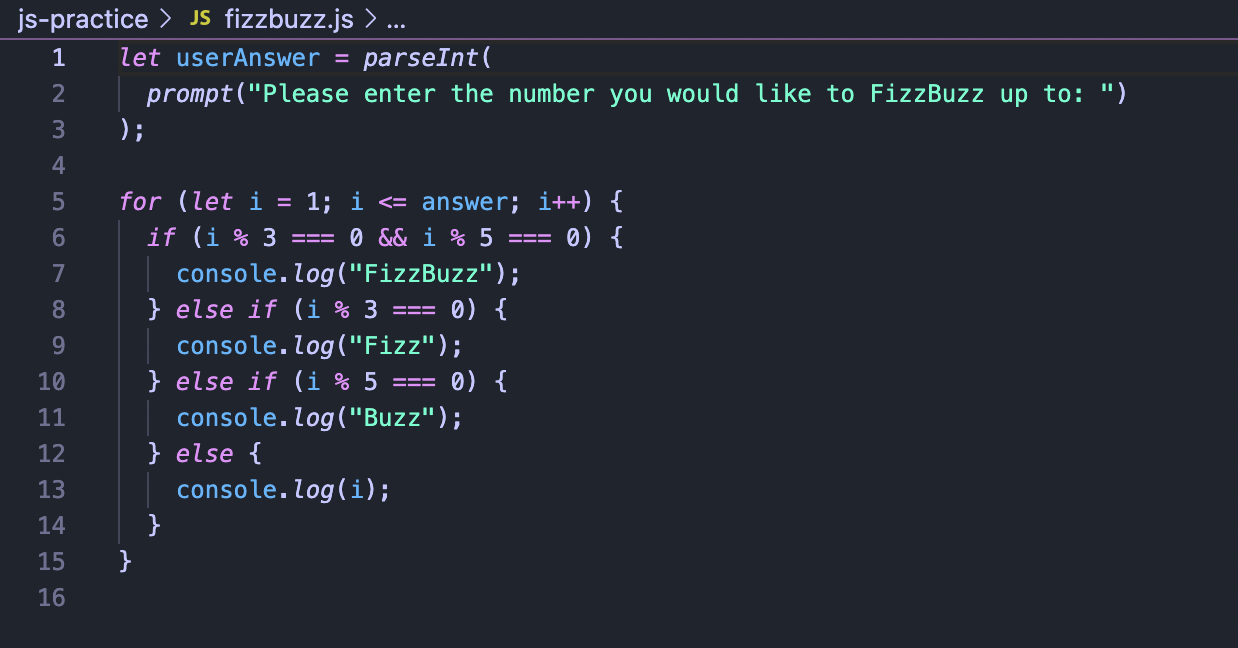 js-practice > JS fizzbuzz.js > ...
1 let userAnswer = parseInt(
2   prompt("Please enter the number you would like to FizzBuzz up to: ")
3 );
4
5 for (let i = 1; i <= answer; i++) {
6   if (i % 3 === 0 && i % 5 === 0) {
7     console.log("FizzBuzz");
8   } else if (i % 3 === 0) {
9     console.log("Fizz");
10   } else if (i % 5 === 0) {
11     console.log("Buzz");
12   } else {
13     console.log(i);
14   }
15 }
16